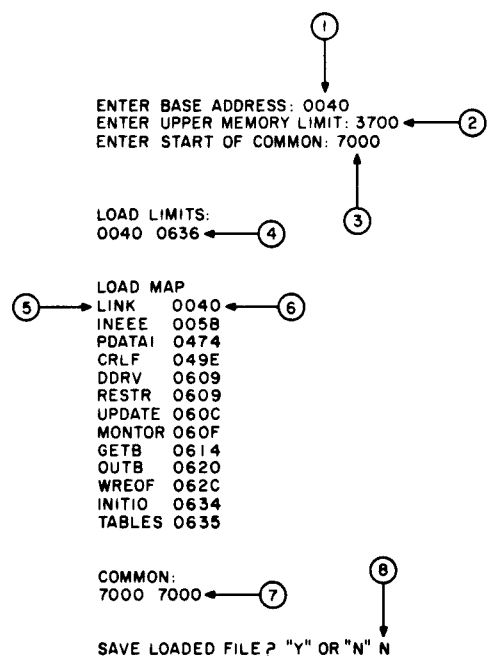 1
ENTER BASE ADDRESS: 0040
ENTER UPPER MEMORY LIMIT: 3700 2
ENTER START OF COMMON: 7000
3
LOAD LIMITS:
0040 0636 4
LOAD MAP
5 LINK 0040 6
INEEE 005B
PDATA1 0474
CRLF 049E
DDRV 0609
RESTR 0609
UPDATE 060C
MONTOR 060F
GETB 0614
OUTB 0620
WREOF 062C
INITIO 0634
TABLES 0635
COMMON:
7000 7000 7
8
SAVE LOADED FILE? "Y" OR "N" N